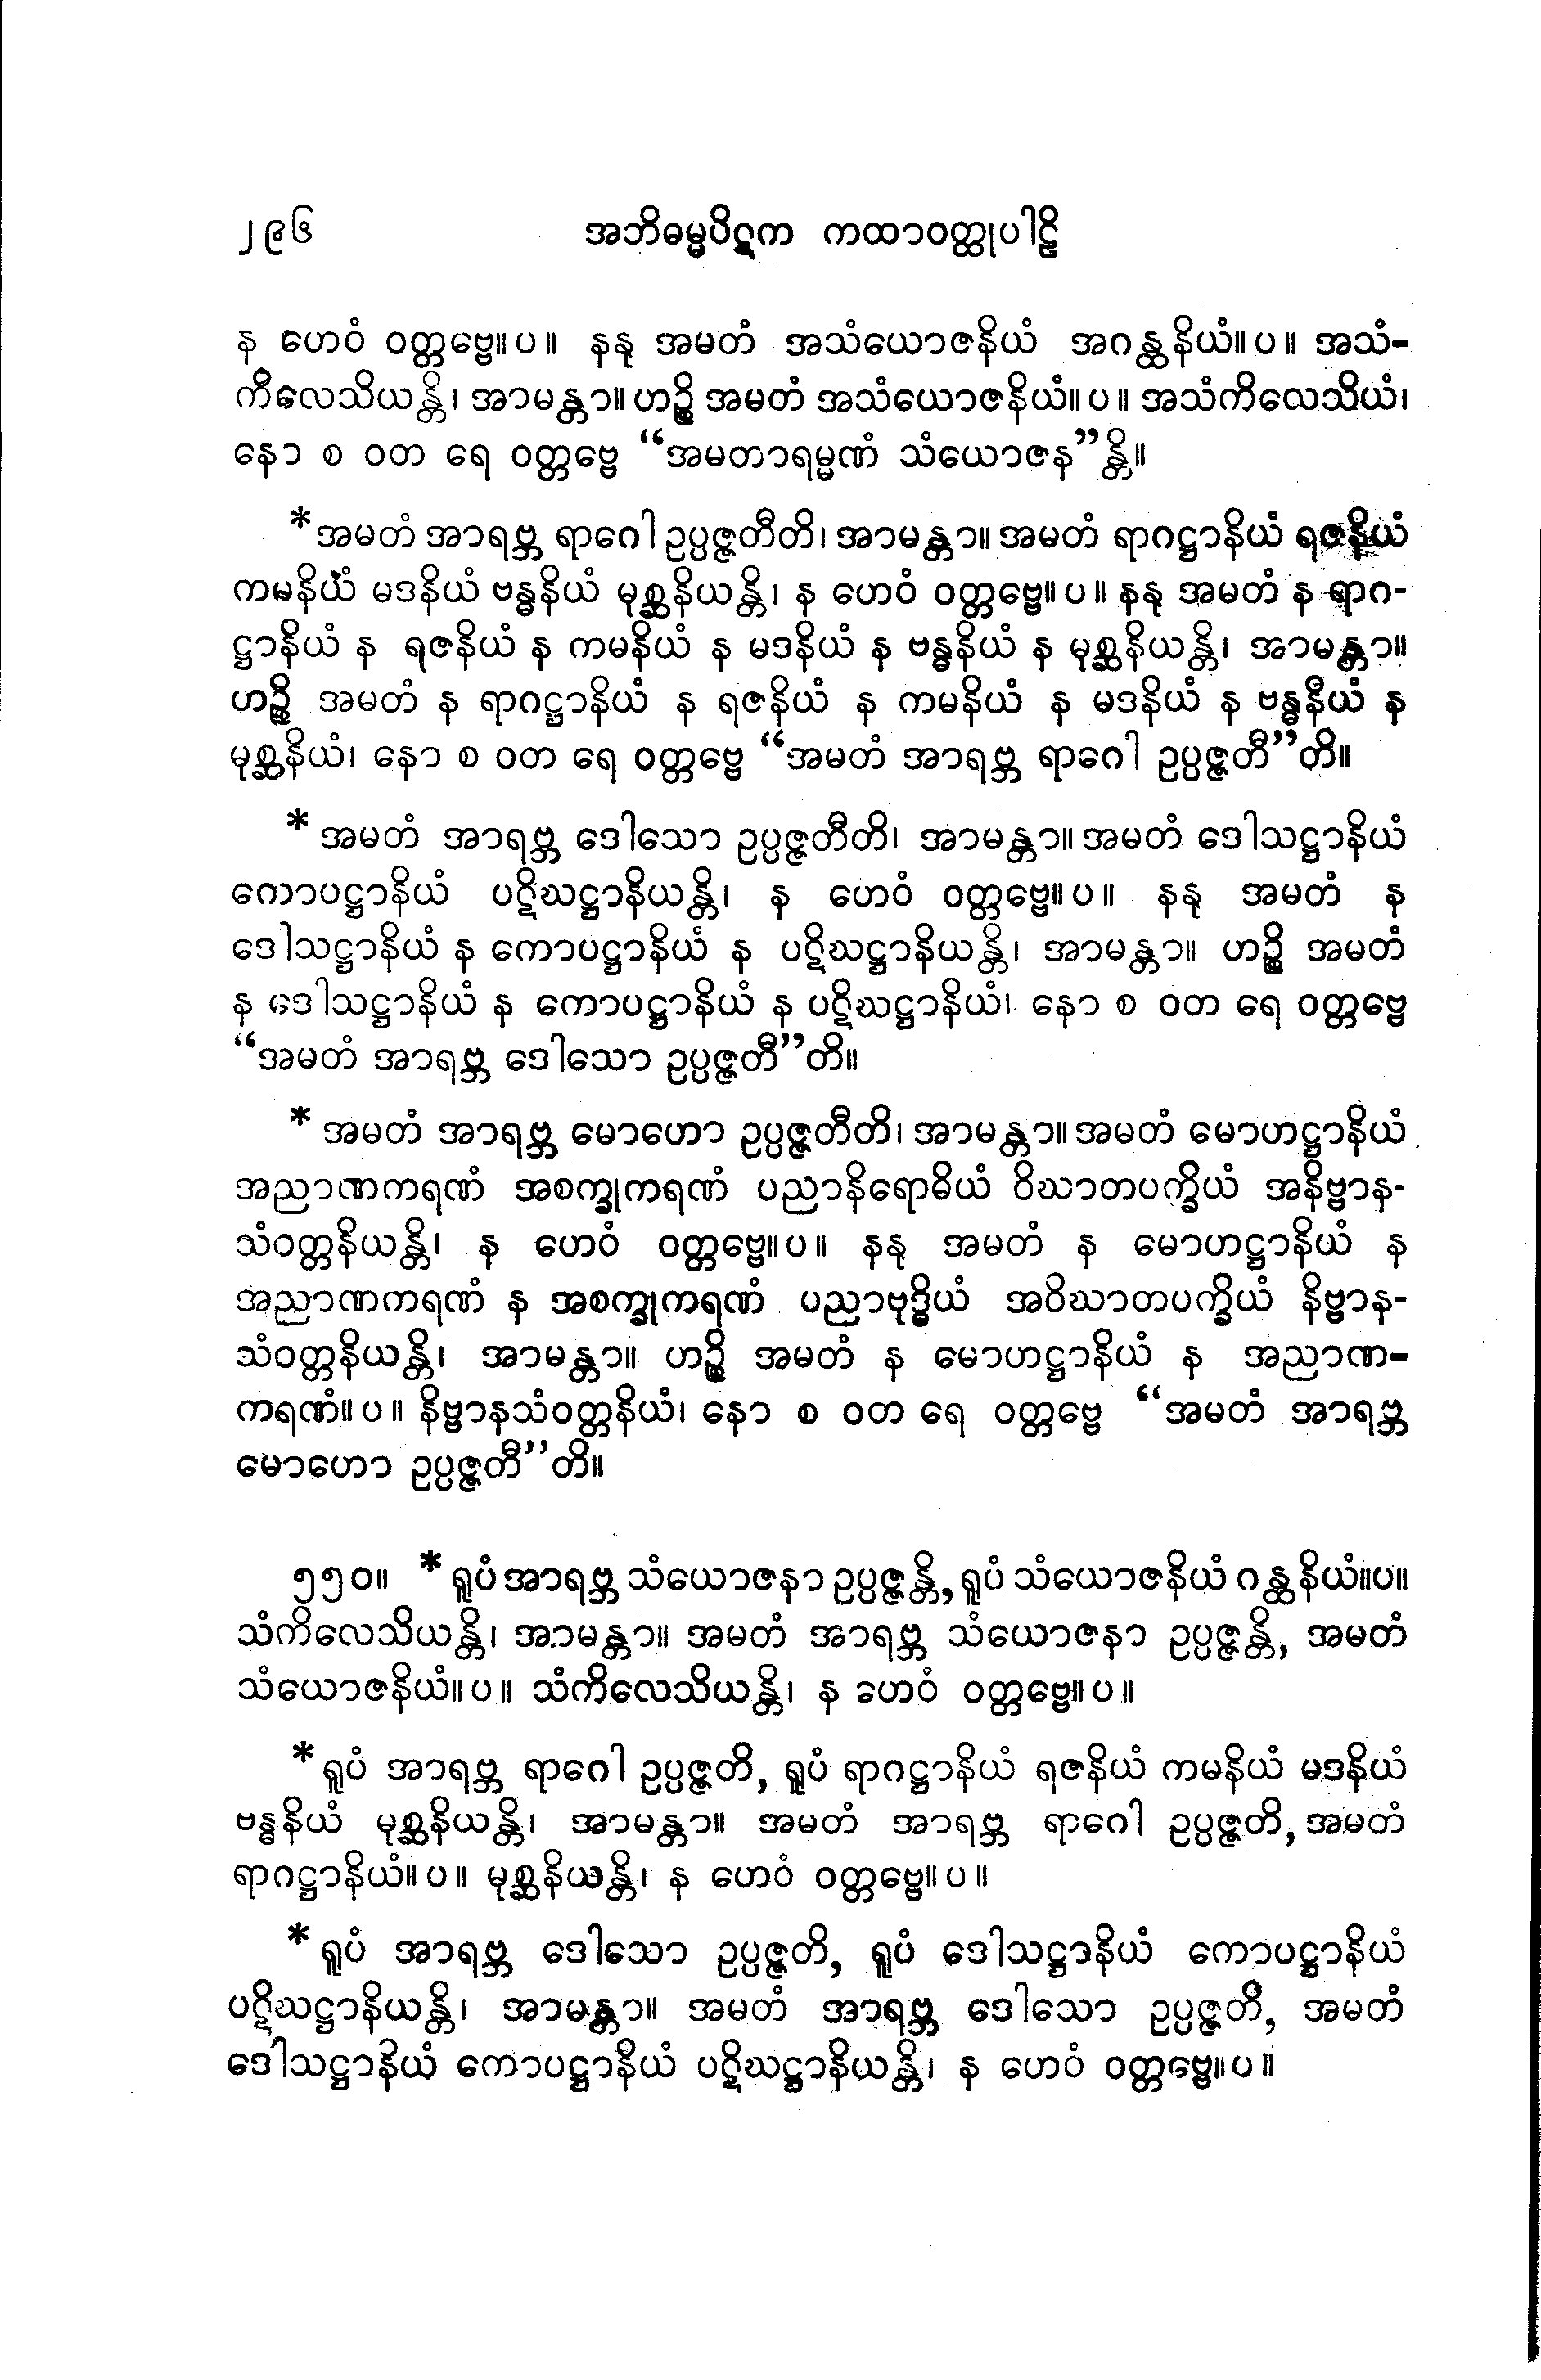 ၂၉၆ အဘိဓမ္မပိဋက ကထာဝတ္ထုပါဠိ
န ဟေဝံ ဝတ္တဗ္ဗေ။ ပ။ နနု အမတံ အသံယောဇနိယံ အဂန္ထနိယံ။ ပ။ အသံ-
ကိလေသိယန္တိ၊ အာမန္တာ။ ဟဉ္စိ အမတံ အသံယောဇနိယံ။ ပ။ အသံကိလေသိယံ၊
နော စ ဝတ ရေ ဝတ္တဗ္ဗေ “အမတာရမ္မဏံ သံယောဇန”န္တိ။
*အမတံ အာရဗ္ဘ ရာဂေါ ဥပ္ပဇ္ဇတီတိ၊ အာမန္တာ။ အမတံ ရာဂဋ္ဌာနိယံ ရဇနိယံ
ကမနိယံ မဒနိယံ ဗန္ဓနိယံ မုစ္ဆနိယန္တိ၊ န ဟေဝံ ဝတ္တဗ္ဗေ။ ပ။ နနု အမတံ န ရာဂ-
ဋ္ဌာနိယံ န ရဇနိယံ န ကမနိယံ န မဒနိယံ န ဗန္ဓနိယံ န မုစ္ဆနိယန္တိ၊ အာမန္တာ။
ဟဉ္စိ အမတံ န ရာဂဋ္ဌာနိယံ န ရဇနိယံ န ကမနိယံ န မဒနိယံ န ဗန္ဓနိယံ န
မုစ္ဆနိယံ၊ နော စ ဝတ ရေ ဝတ္တဗ္ဗေ “အမတံ အာရဗ္ဘ ရာဂေါ ဥပ္ပဇ္ဇတီ”တိ။
* အမတံ အာရဗ္ဘ ဒေါသော ဥပ္ပဇ္ဇတီတိ၊ အာမန္တာ။ အမတံ ဒေါသဋ္ဌာနိယံ
ကောပဋ္ဌာနိယံ ပဋိဃဋ္ဌာနိယန္တိ၊ န ဟေဝံ ဝတ္တဗ္ဗေ။ ပ။ နနု အမတံ န
ဒေါသဋ္ဌာနိယံ န ကောပဋ္ဌာနိယံ န ပဋိဃဋ္ဌာနိယန္တိ၊ အာမန္တာ။ ဟဉ္စိ အမတံ
န ဒေါသဋ္ဌာနိယံ န ကောပဋ္ဌာနိယံ န ပဋိဃဋ္ဌာနိယံ၊ နော စ ဝတ ရေ ဝတ္တဗ္ဗေ
“အမတံ အာရဗ္ဘ ဒေါသော ဥပ္ပဇ္ဇတီ”တိ။
* အမတံ အာရဗ္ဘ မောဟော ဥပ္ပဇ္ဇတီတိ၊ အာမန္တာ။ အမတံ မောဟဋ္ဌာနိယံ
အညာဏကရဏံ အစက္ခုကရဏံ ပညာနိရောဓိယံ ဝိဃာတပက္ခိယံ အနိဗ္ဗာန-
သံဝတ္တနိယန္တိ၊ န ဟေဝံ ဝတ္တဗ္ဗေ။ ပ။ နနု အမတံ န မောဟဋ္ဌာနိယံ န
အညာဏကရဏံ န အစက္ခုကရဏံ ပညာဗုဒ္ဓိယံ အဝိဃာတပက္ခိယံ နိဗ္ဗာန-
သံဝတ္တနိယန္တိ၊ အာမန္တာ။ ဟဉ္စိ အမတံ န မောဟဋ္ဌာနိယံ န အညာဏ-
ကရဏံ။ ပ။ နိဗ္ဗာနသံဝတ္တနိယံ၊ နော စ ဝတ ရေ ဝတ္တဗ္ဗေ “အမတံ အာရဗ္ဘ
မောဟော ဥပ္ပဇ္ဇတီ”တိ။
၅၅၀။ *ရူပံ အာရဗ္ဘ သံယောဇနာ ဥပ္ပဇ္ဇန္တိ, ရူပံ သံယောဇနိယံ ဂန္ထနိယံ။ပ။
သံကိလေသိယန္တိ၊ အာမန္တာ။ အမတံ အာရဗ္ဘ သံယောဇနာ ဥပ္ပဇ္ဇန္တိ, အမတံ
သံယောဇနိယံ။ ပ။ သံကိလေသိယန္တိ၊ န ဟေဝံ ဝတ္တဗ္ဗေ။ ပ။
*ရူပံ အာရဗ္ဘ ရာဂေါ ဥပ္ပဇ္ဇတိ, ရူပံ ရာဂဋ္ဌာနိယံ ရဇနိယံ ကမနိယံ မဒနိယံ
ဗန္ဓနိယံ မုစ္ဆနိယန္တိ၊ အာမန္တာ။ အမတံ အာရဗ္ဘ ရာဂေါ ဥပ္ပဇ္ဇတိ, အမတံ
ရာဂဋ္ဌာနိယံ။ ပ။ မုစ္ဆနိယန္တိ၊ န ဟေဝံ ဝတ္တဗ္ဗေ။ ပ။
* ရူပံ အာရဗ္ဘ ဒေါသော ဥပ္ပဇ္ဇတိ, ရူပံ ဒေါသဋ္ဌာနိယံ ကောပဋ္ဌာနိယံ
ပဋိဃဋ္ဌာနိယန္တိ၊ အာမန္တာ။ အမတံ အာရဗ္ဘ ဒေါသော ဥပ္ပဇ္ဇတိ, အမတံ
ဒေါသဋ္ဌာနိယံ ကောပဋ္ဌာနိယံ ပဋိဃဋ္ဌာနိယန္တိ၊ န ဟေဝံ ဝတ္တဗ္ဗေ။ ပ။